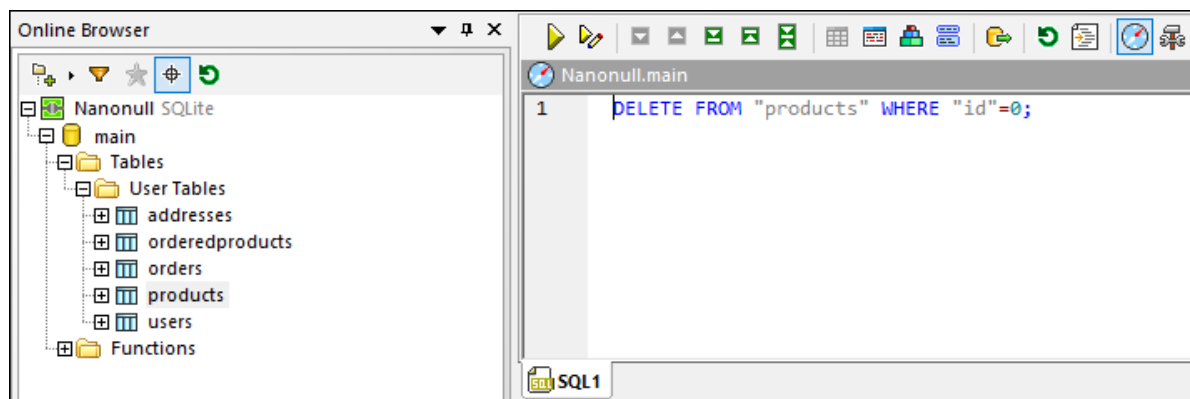 Online Browser
Nanonull SQLite
main
Tables
User Tables
addresses
orderedproducts
orders
products
users
Functions
Nanonull.main
1 DELETE FROM "products" WHERE "id"=0;
SQL SQL1